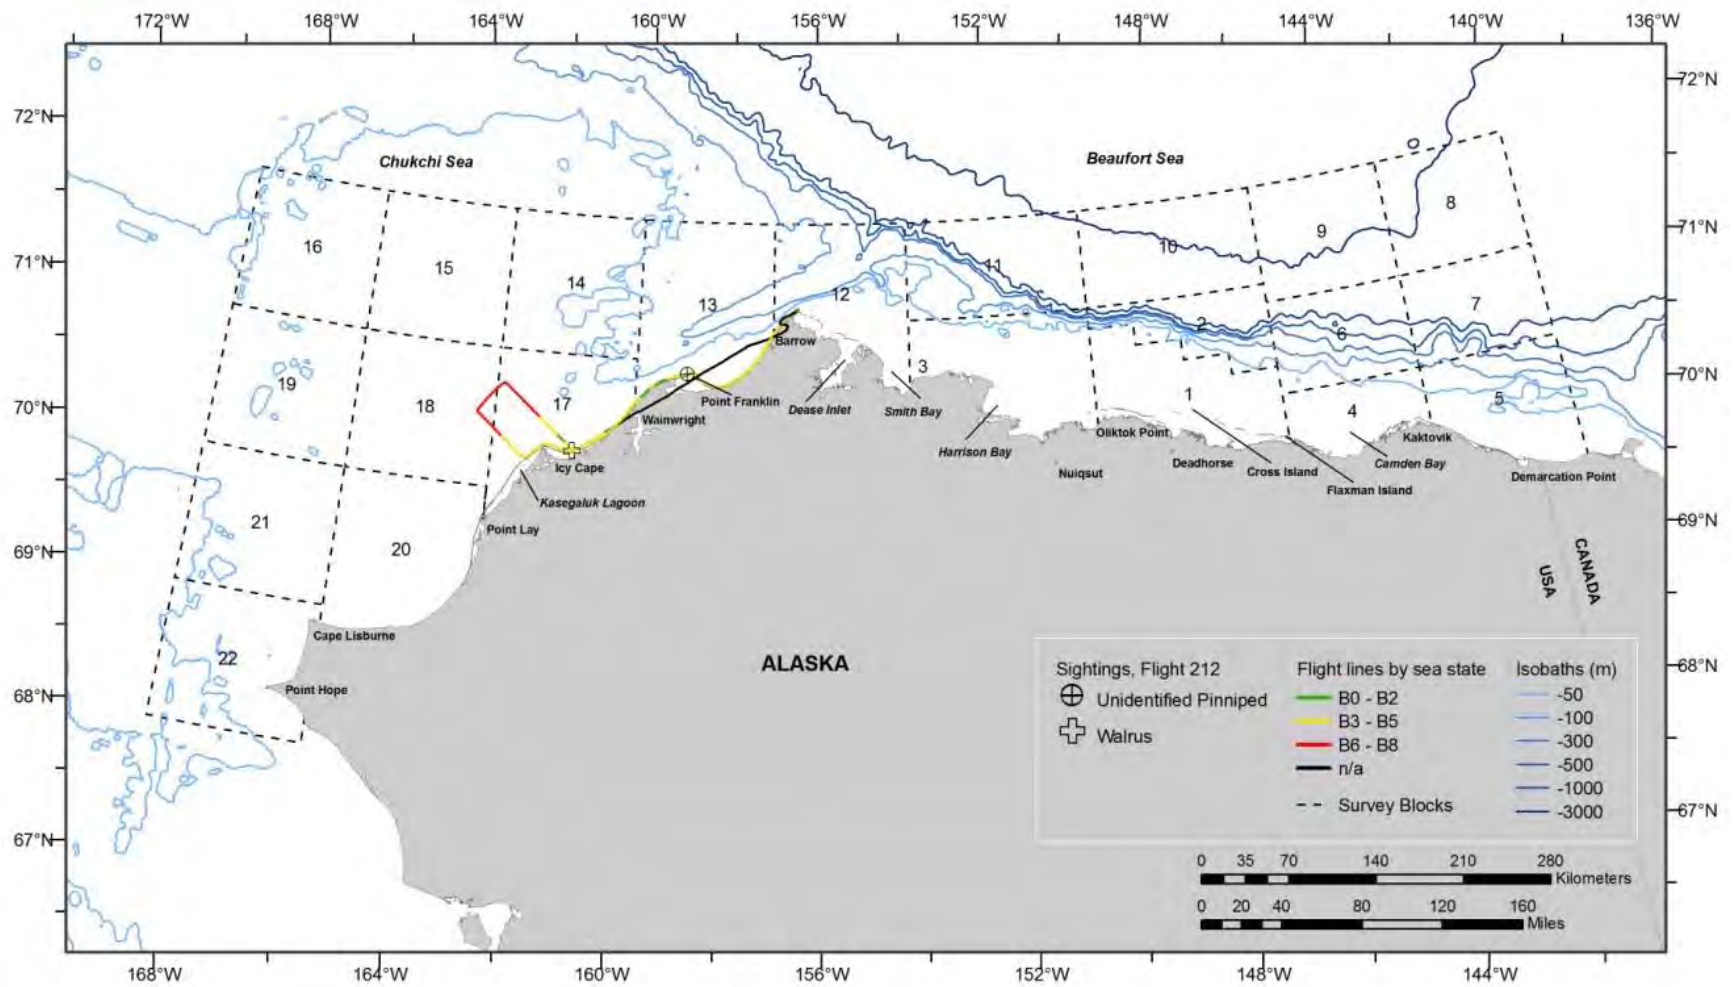 172°W 168°W 164°W 160°W 156°W 152°W 148°W 144°W 140°W 136°W
72°N 72°N
Chukchi Sea Beaufort Sea
8
71°N 9 71°N
16 10
15 11
14 12
13 7
2 6
Barrow
70°N
3
19 Point Franklin
18 17 1 5
70°N Dease Inlet Smith Bay 4
Wainwright
Oliktok Point Kaktovik
Harrison Bay
Icy Cape Nuiqsut Deadhorse Cross Island Camden Bay
Flaxman Island Demarcation Point
Kasegaluk Lagoon
21 Point Lay 69°N
69°N 20
USA CANADA
Cape Lisburne
22 ALASKA 68°N
Point Hope
68°N
Sightings, Flight 212
Unidentified Pinniped
Walrus
Flight lines by sea state
B0 - B2
B3 - B5
B6 - B8
n/a
Survey Blocks
Isobaths (m)
-50
-100
-300
-500
-1000
-3000
67°N 67°N
0 35 70 140 210 280
Kilometers
0 20 40 80 120 160
Miles
168°W 164°W 160°W 156°W 152°W 148°W 144°W